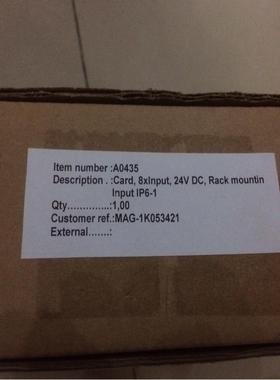 Item number :A0435
Description . :Card, 8xInput, 24V DC, Rack mountin
Input IP6-1
Qty..............:1,00
Customer ref.:MAG-1K053421
External.......: